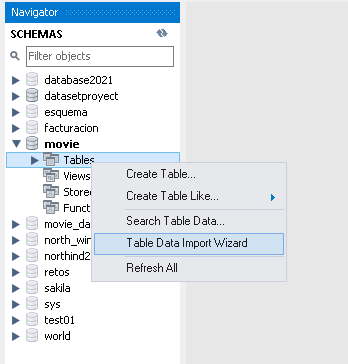 Navigator
SCHEMAS
Filter objects
database2021
datasetproyect
esquema
facturacion
movie
Tables
Create Table...
Views
Create Table Like...
Store
Funct
Search Table Data...
movie_da
north_win
Table Data Import Wizard
northind2
retos
Refresh All
sakila
sys
test01
world